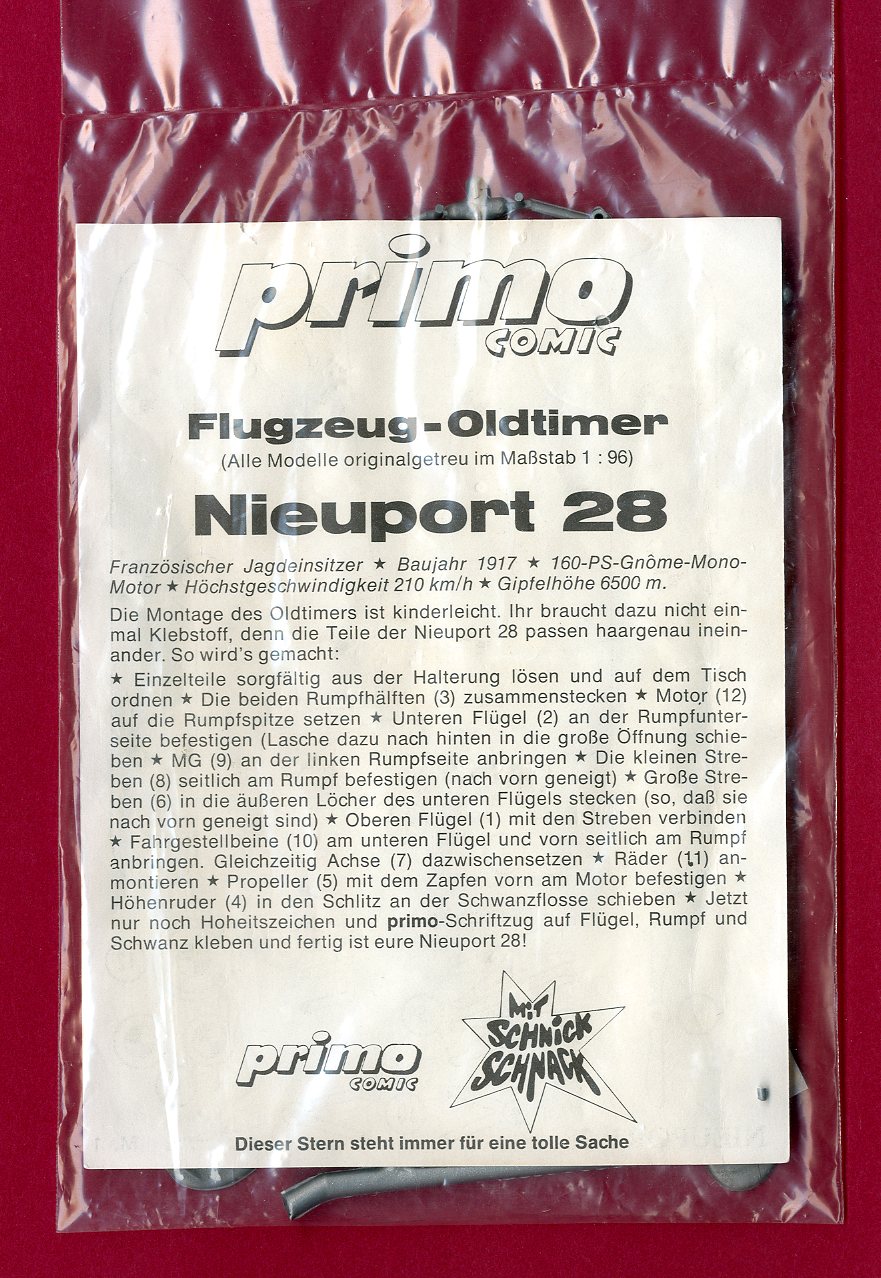 primo
COMIC
Flugzeug-Oldtimer
(Alle Modelle originalgetreu im Maßstab 1 : 96)
Nieuport 28
Französischer Jagdeinsitzer ★ Baujahr 1917 ★ 160-PS-Gnôme-Mono-
Motor ★ Höchstgeschwindigkeit 210 km/h ★ Gipfelhöhe 6500 m.
Die Montage des Oldtimers ist kinderleicht. Ihr braucht dazu nicht ein-
mal Klebstoff, denn die Teile der Nieuport 28 passen haargenau inein-
ander. So wird's gemacht:
★ Einzelteile sorgfältig aus der Halterung lösen und auf dem Tisch
ordnen ★ Die beiden Rumpfhälften (3) zusammenstecken ★ Motor (12)
auf die Rumpfspitze setzen ★ Unteren Flügel (2) an der Rumpfunter-
seite befestigen (Lasche dazu nach hinten in die große Öffnung schie-
ben ★ MG (9) an der linken Rumpfseite anbringen ★ Die kleinen Stre-
ben (8) seitlich am Rumpf befestigen (nach vorn geneigt) ★ Große Stre-
ben (6) in die äußeren Löcher des unteren Flügels stecken (so, daß sie
nach vorn geneigt sind) ★ Oberen Flügel (1) mit den Streben verbinden
★ Fahrgestellbeine (10) am unteren Flügel und vorn seitlich am Rumpf
anbringen. Gleichzeitig Achse (7) dazwischensetzen ★ Räder (11) an-
montieren ★ Propeller (5) mit dem Zapfen vorn am Motor befestigen ★
Höhenruder (4) in den Schlitz an der Schwanzflosse schieben ★ Jetzt
nur noch Hoheitszeichen und primo-Schriftzug auf Flügel, Rumpf und
Schwanz kleben und fertig ist eure Nieuport 28!
primo
COMIC
MIT
SCHNICK
SCHNACK
Dieser Stern steht immer für eine tolle Sache